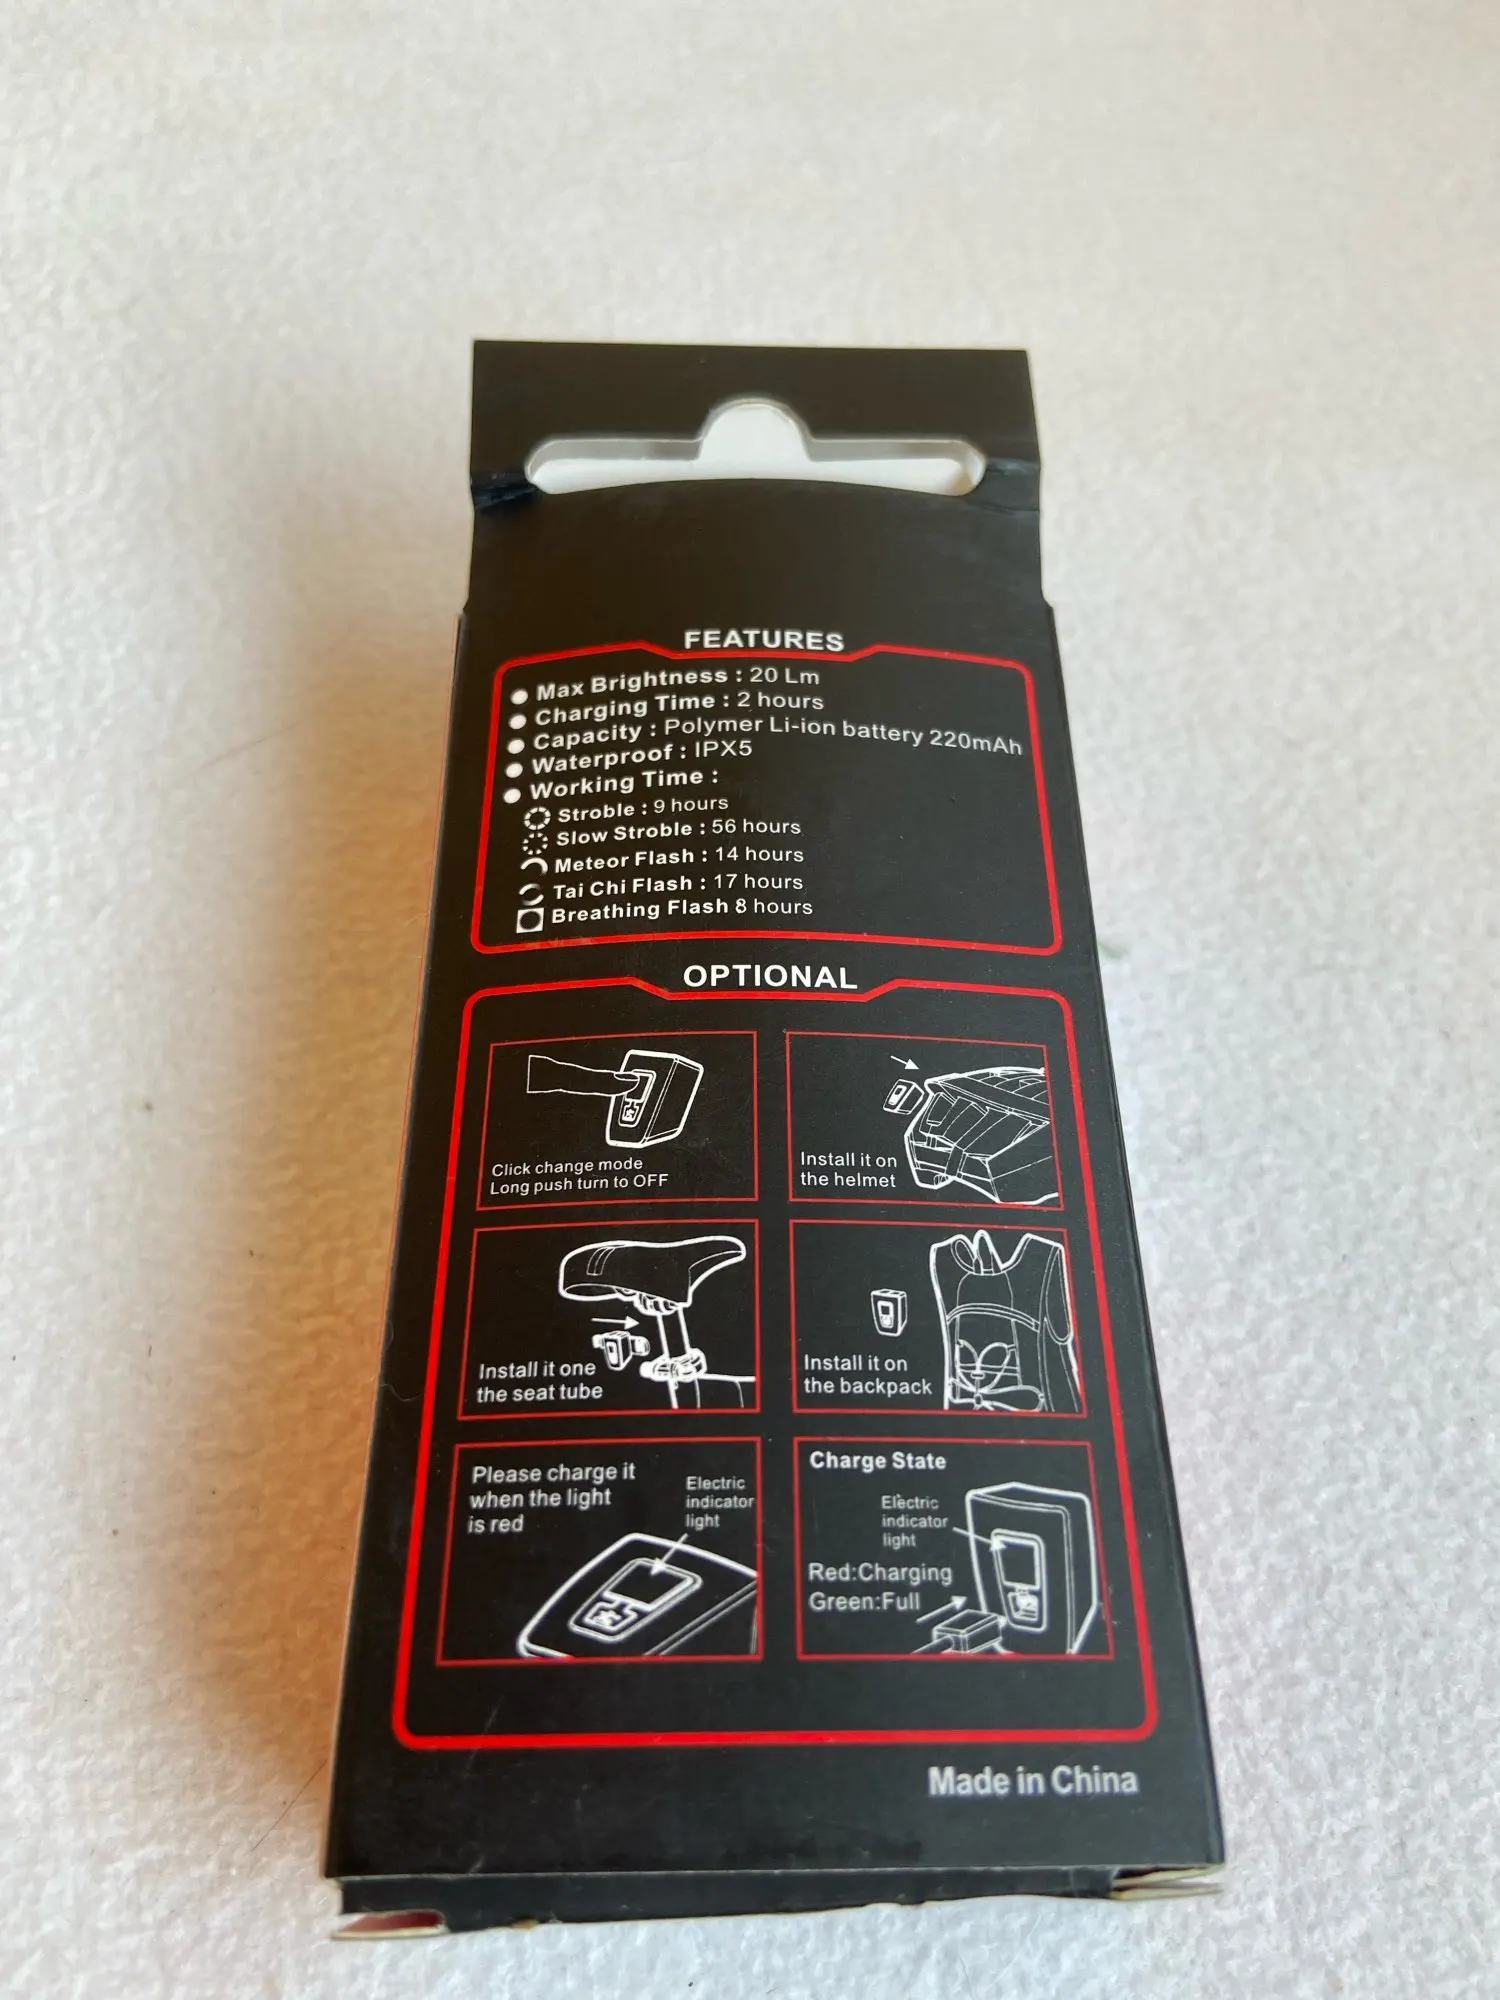 FEATURES
Max Brightness : 20 Lm
Charging Time : 2 hours
Capacity : Polymer Li-ion battery 220mAh
Waterproof : IPX5
Working Time :
Stroble : 9 hours
Slow Stroble : 56 hours
Meteor Flash : 14 hours
Tai Chi Flash : 17 hours
Breathing Flash 8 hours
OPTIONAL
Click change mode
Long push turn to OFF
Install it on
the helmet
Install it one
the seat tube
Install it on
the backpack
Please charge it
when the light
is red
Electric
indicator
light
Charge State
Electric
indicator
light
Red:Charging
Green:Full
Made in China